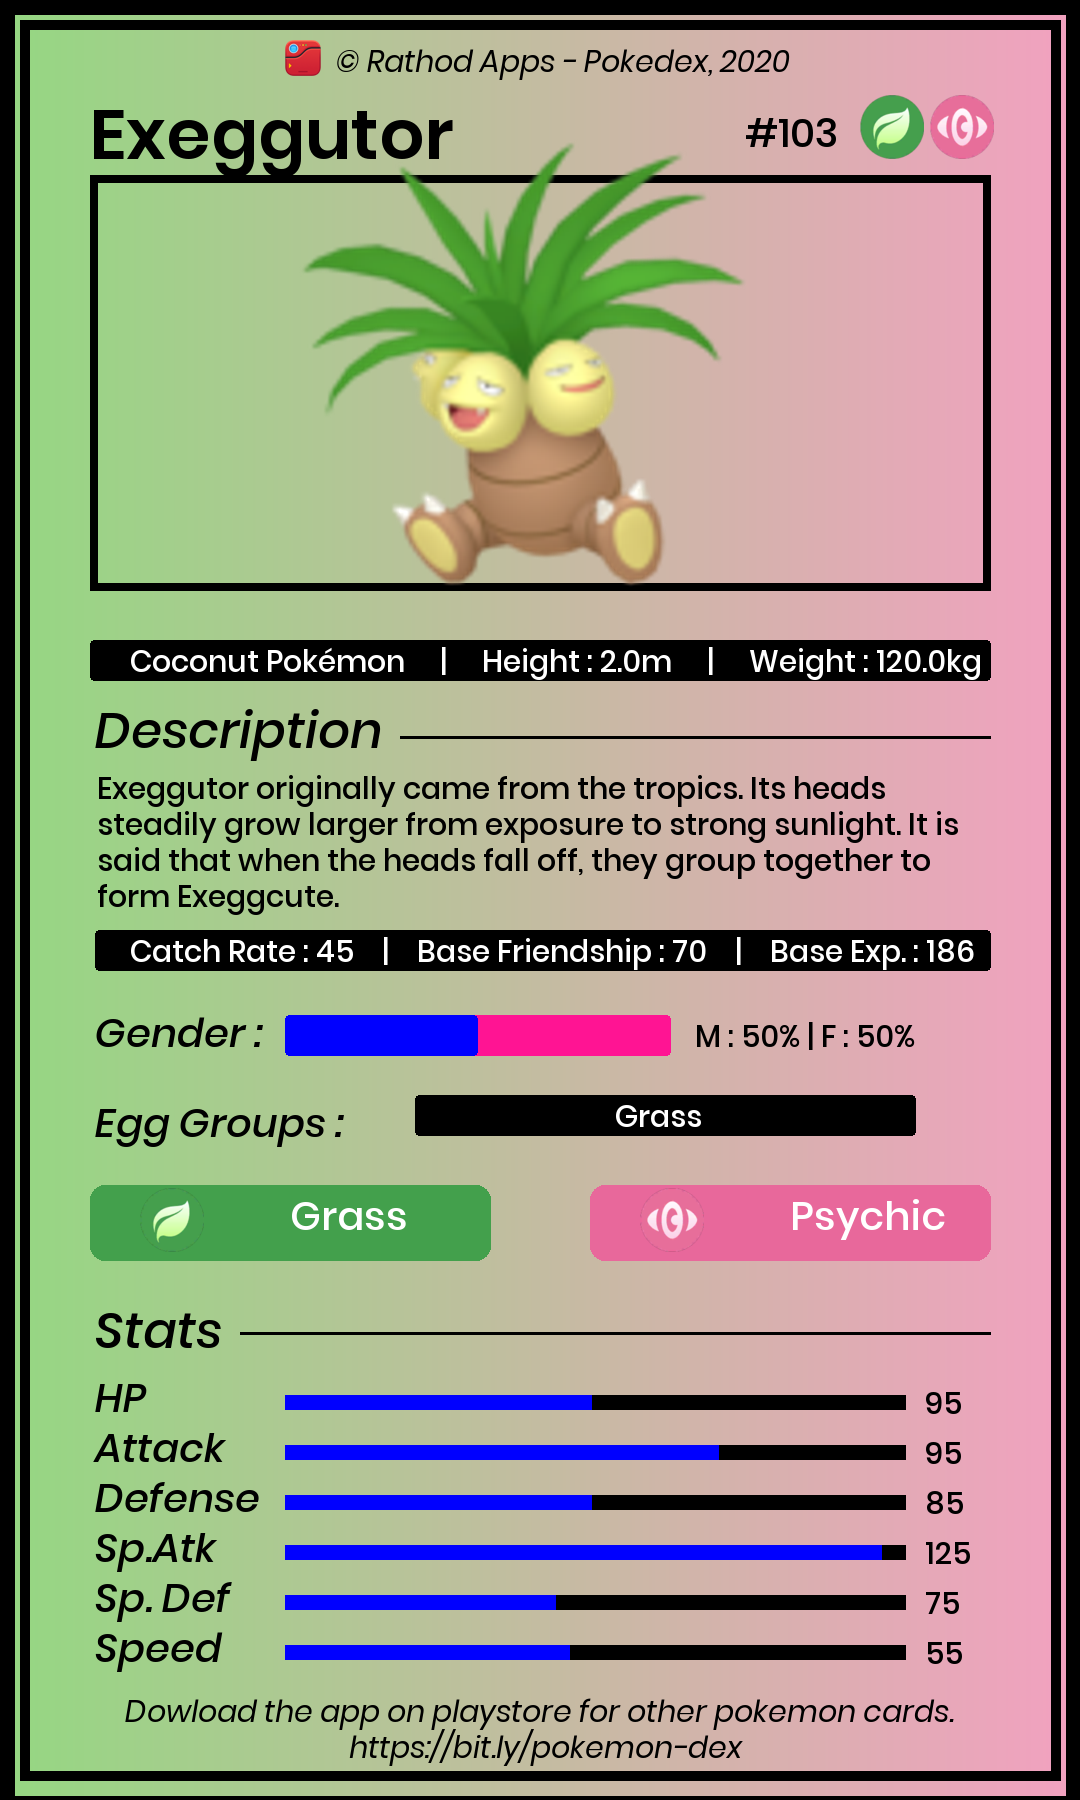 © Rathod Apps - Pokedex, 2020
Exeggutor #103
Coconut Pokémon | Height : 2.0m | Weight : 120.0kg
Description
Exeggutor originally came from the tropics. Its heads
steadily grow larger from exposure to strong sunlight. It is
said that when the heads fall off, they group together to
form Exeggcute.
Catch Rate : 45 | Base Friendship : 70 | Base Exp. : 186
Gender : M : 50% | F : 50%
Egg Groups : Grass
Grass Psychic
Stats
HP 95
Attack 95
Defense 85
Sp.Atk 125
Sp. Def 75
Speed 55
Dowload the app on playstore for other pokemon cards.
https://bit.ly/pokemon-dex